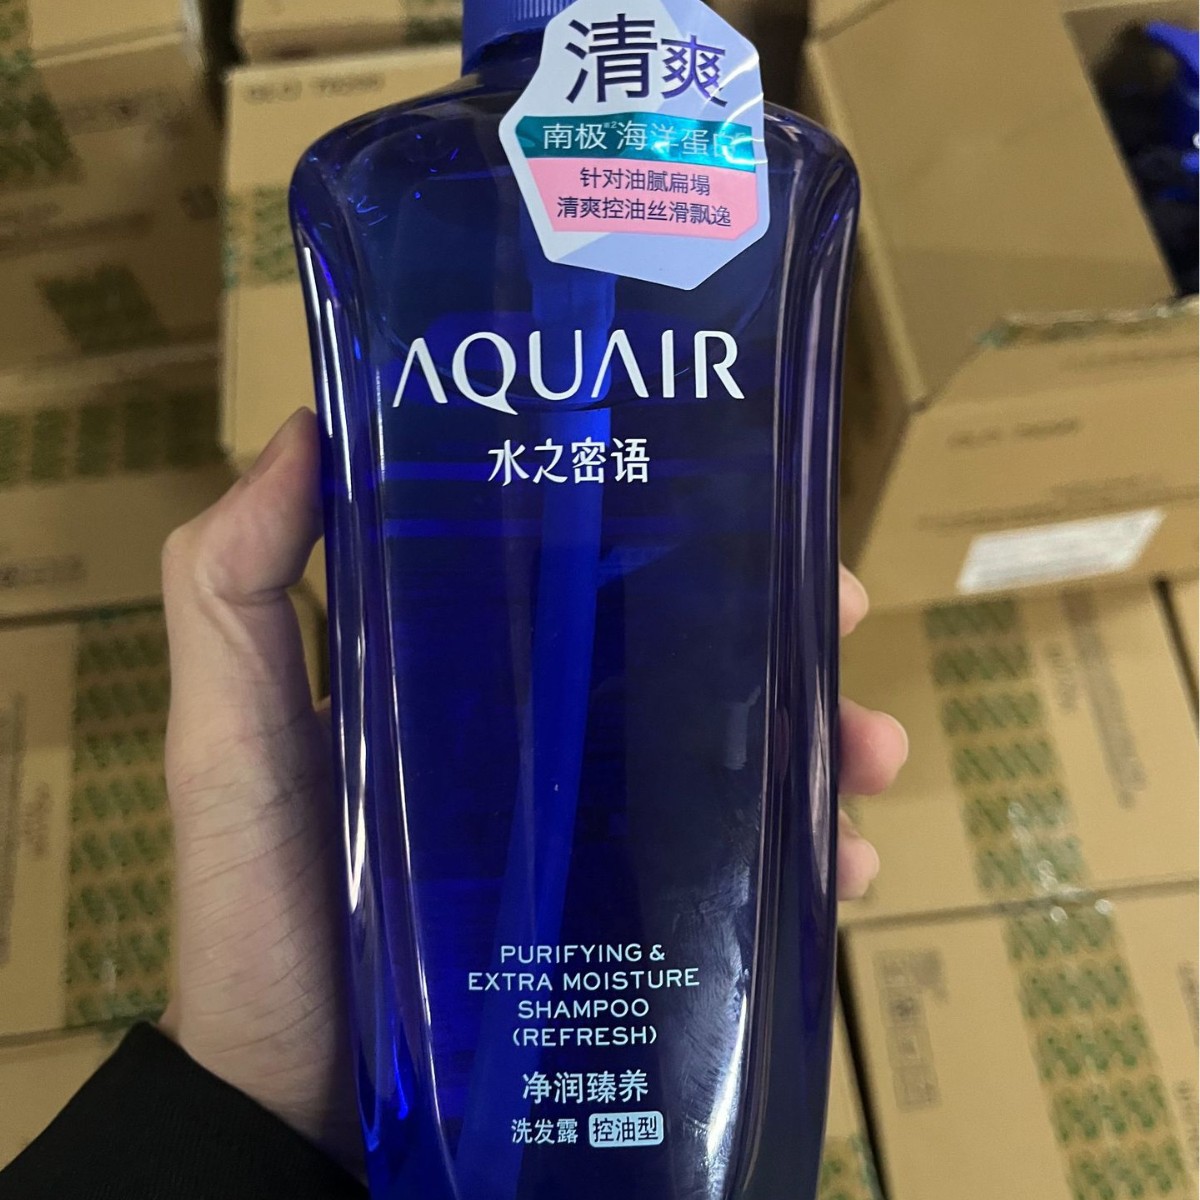 清爽
南极※2海洋蛋白
针对油腻扁塌
清爽控油丝滑飘逸
AQUAIR
水之密语
PURIFYING &
EXTRA MOISTURE
SHAMPOO
(REFRESH)
净润臻养
洗发露 控油型